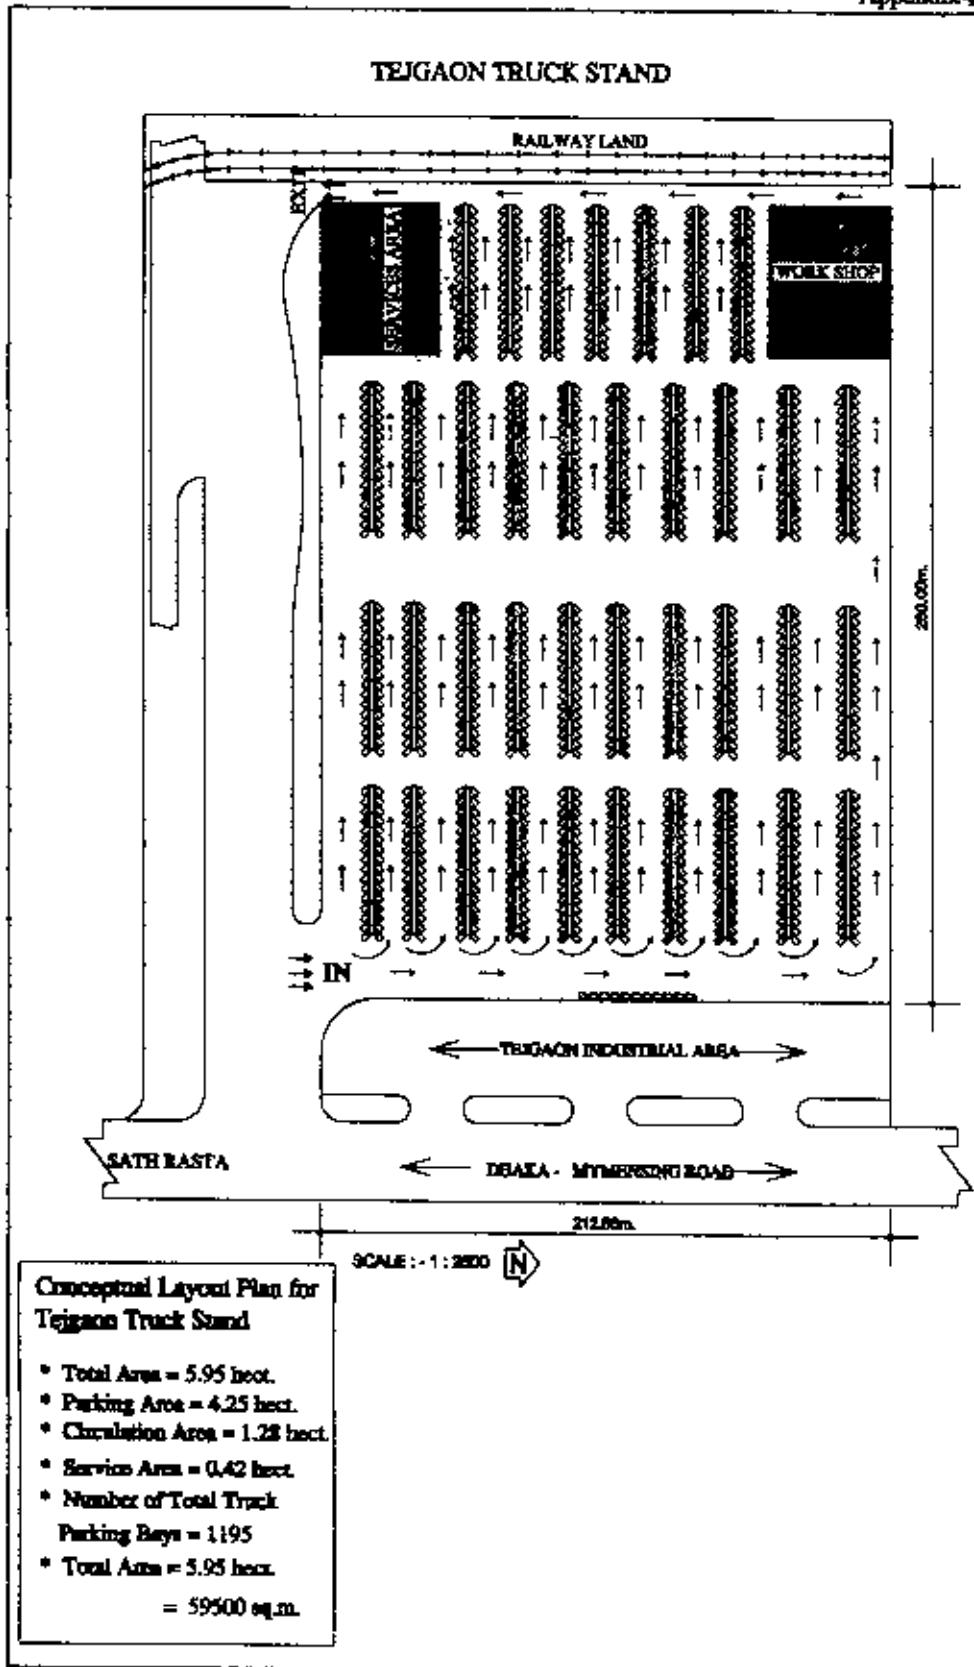 TEJGAON TRUCK STAND
RAILWAY LAND
EXIT
SERVICES AREA
WORK SHOP
IN
TEJGAON INDUSTRIAL AREA
SATH RASTA
DHAKA - MYMENSING ROAD
212.00m.
SCALE : - 1 : 2500
N
Conceptual Layout Plan for
Tejgaon Truck Stand
* Total Area = 5.95 hect.
* Parking Area = 4.25 hect.
* Circulation Area = 1.28 hect.
* Service Area = 0.42 hect.
* Number of Total Truck
Parking Bays = 1195
* Total Area = 5.95 hect.
= 59500 sq.m.